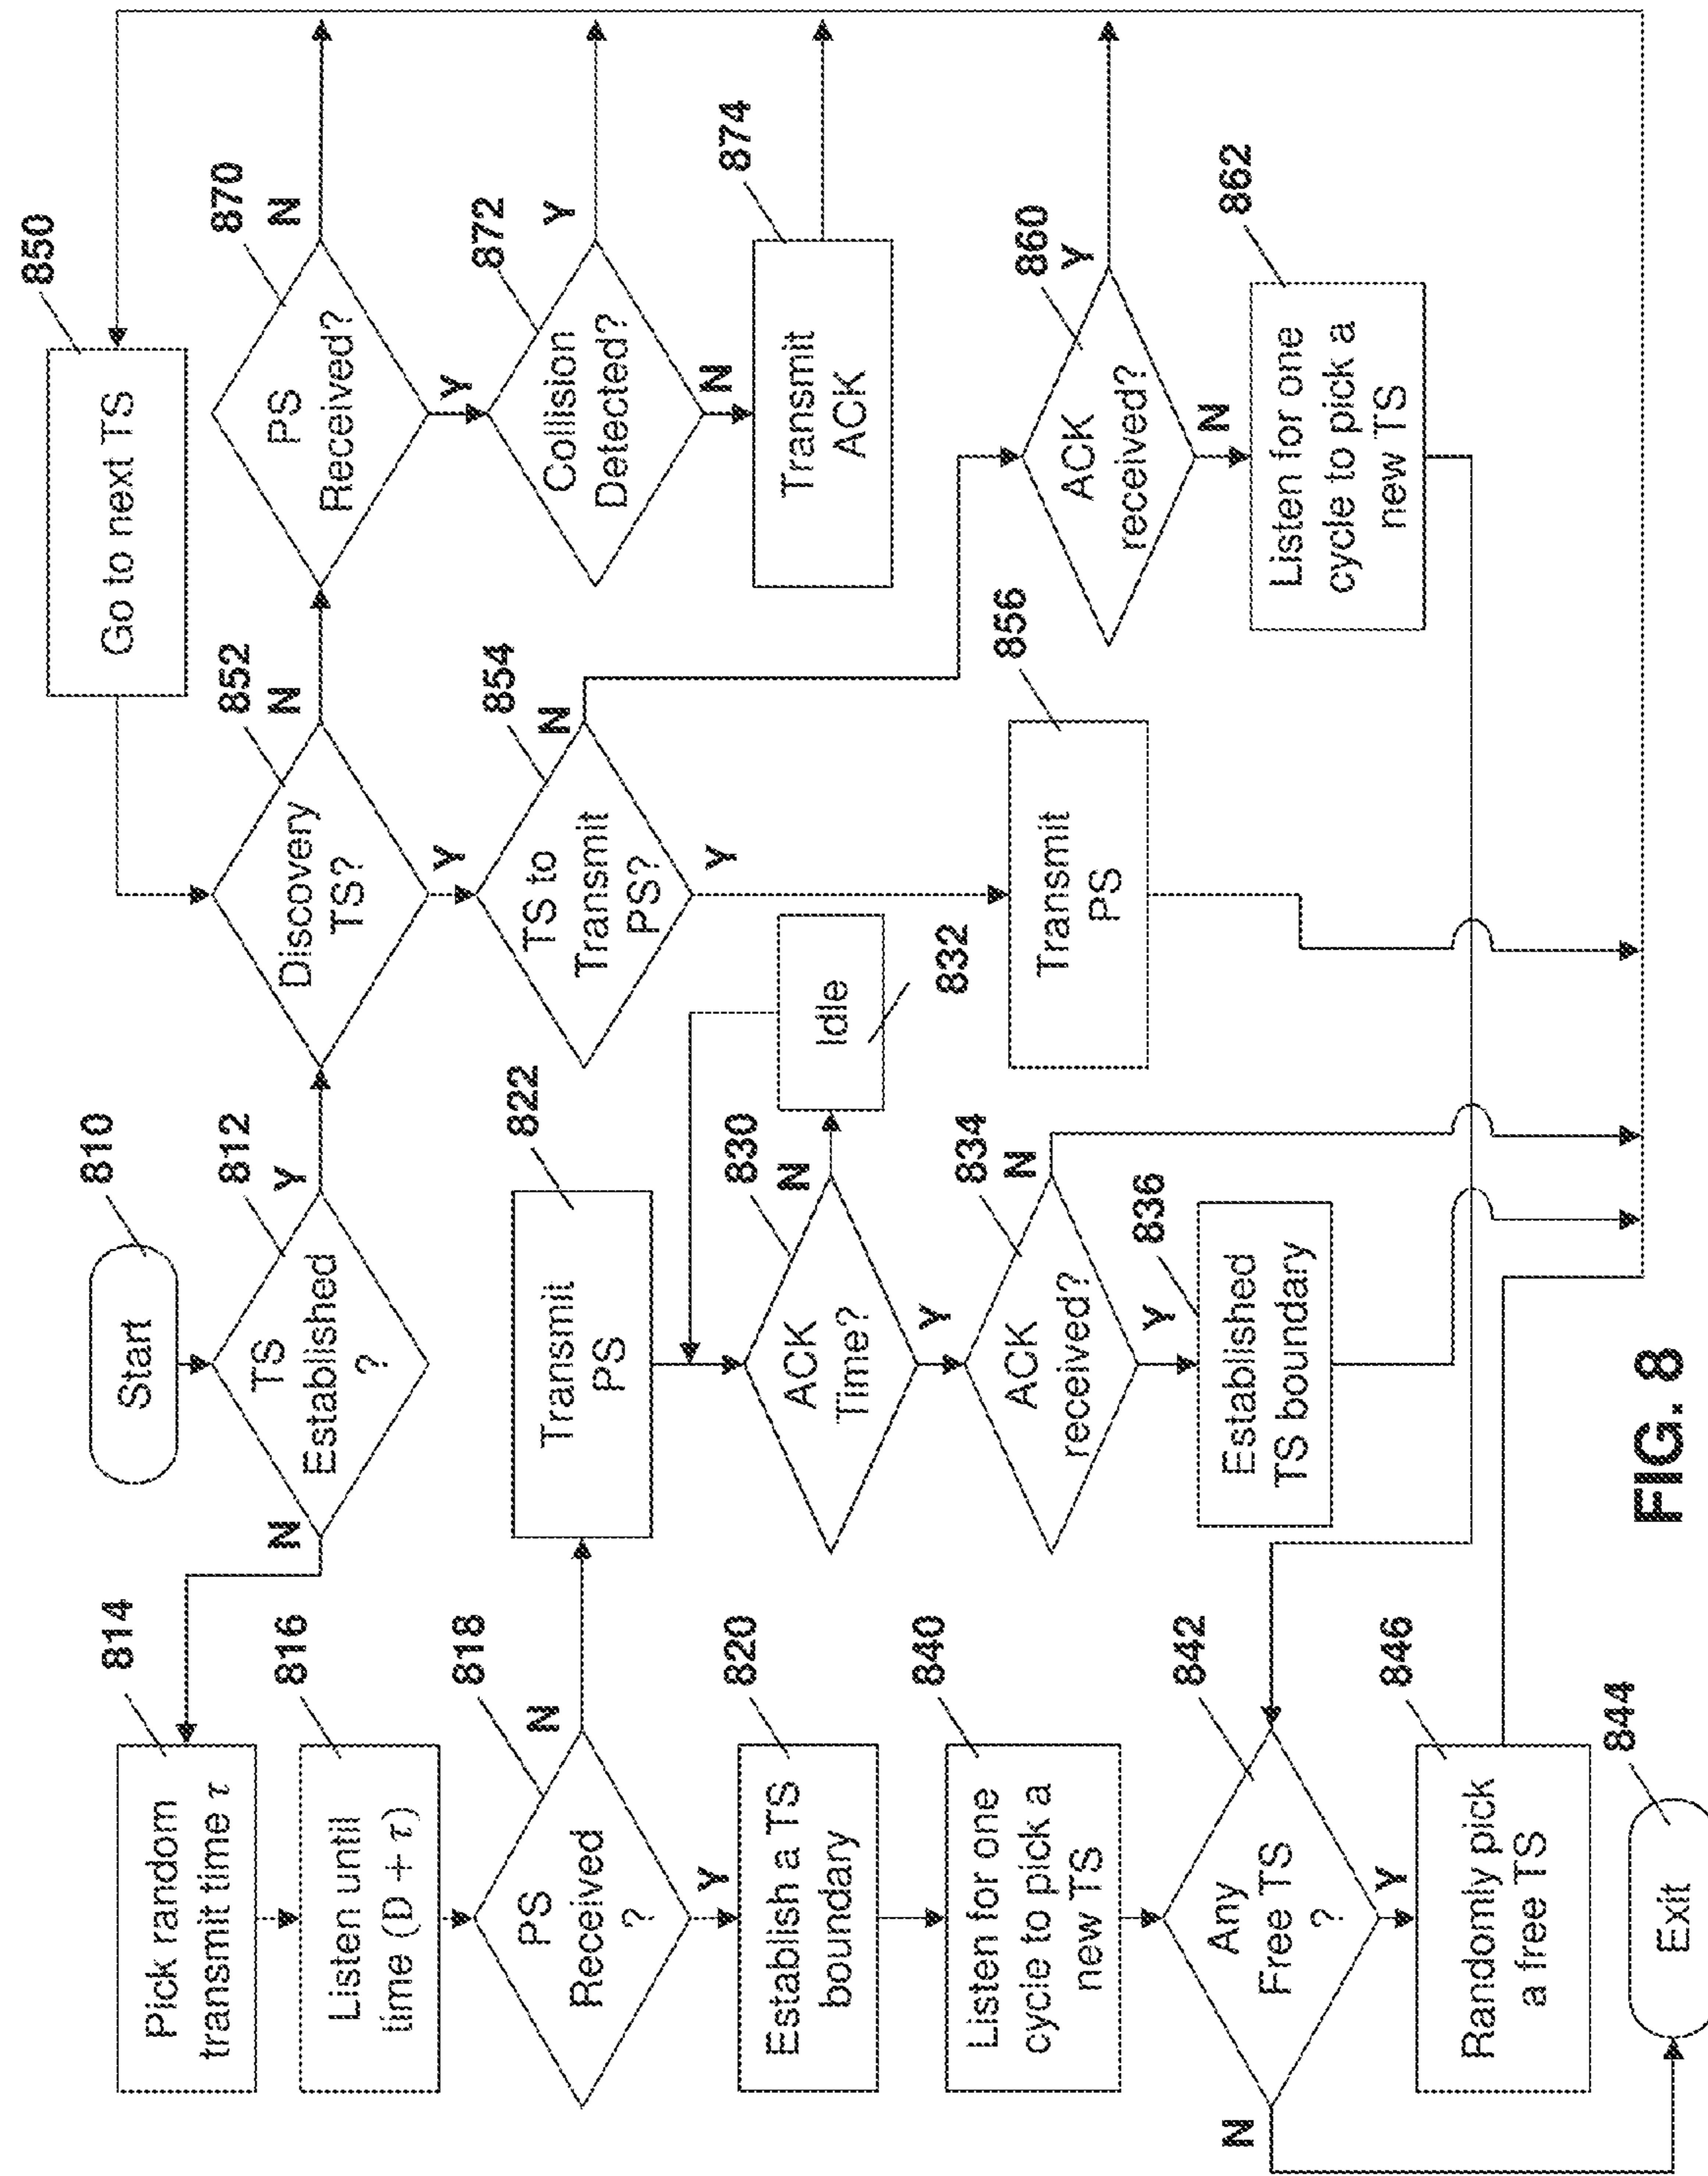 810
Start
850
Go to next TS
814
Pick random
transmit time τ
N
812
TS
Established
?
Y
852
Discovery
TS?
N
870
PS
Received?
N
816
Listen until
time (D + τ)
Y
Y
818
PS
Received
?
N
822
Transmit
PS
854
TS to
Transmit
PS?
N
872
Collision
Detected?
Y
Y
Y
N
820
Establish a TS
boundary
830
ACK
Time?
N
Idle
832
874
Transmit
ACK
Y
840
Listen for one
cycle to pick a
new TS
834
ACK
received?
N
856
Transmit
PS
860
ACK
received?
Y
Y
N
842
Any
Free TS
?
N
836
Established
TS boundary
862
Listen for one
cycle to pick a
new TS
Y
846
Randomly pick
a free TS
844
Exit
FIG. 8